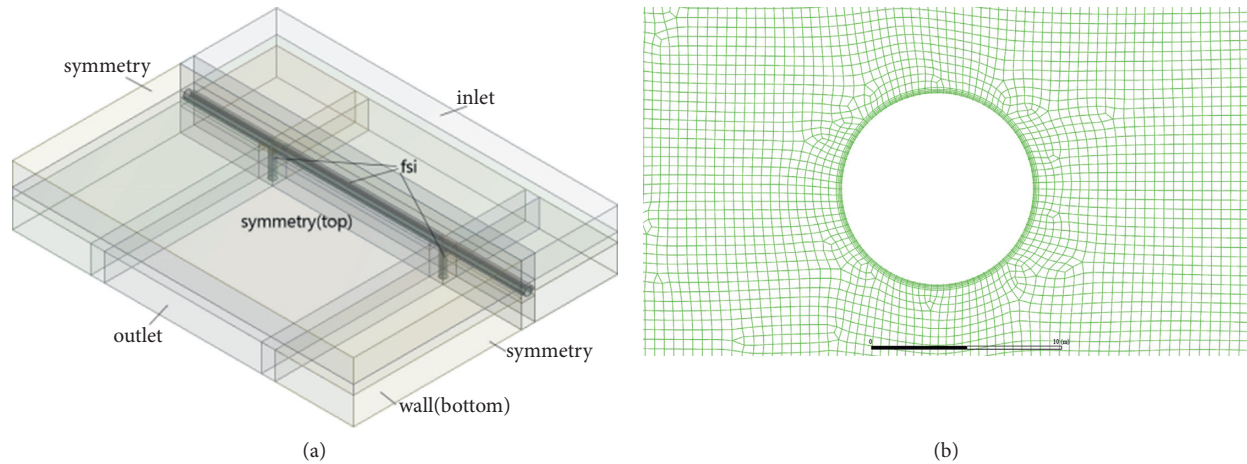 symmetry
inlet
fsi
symmetry(top)
outlet
symmetry
wall(bottom)
(a)
0
10 (m)
(b)